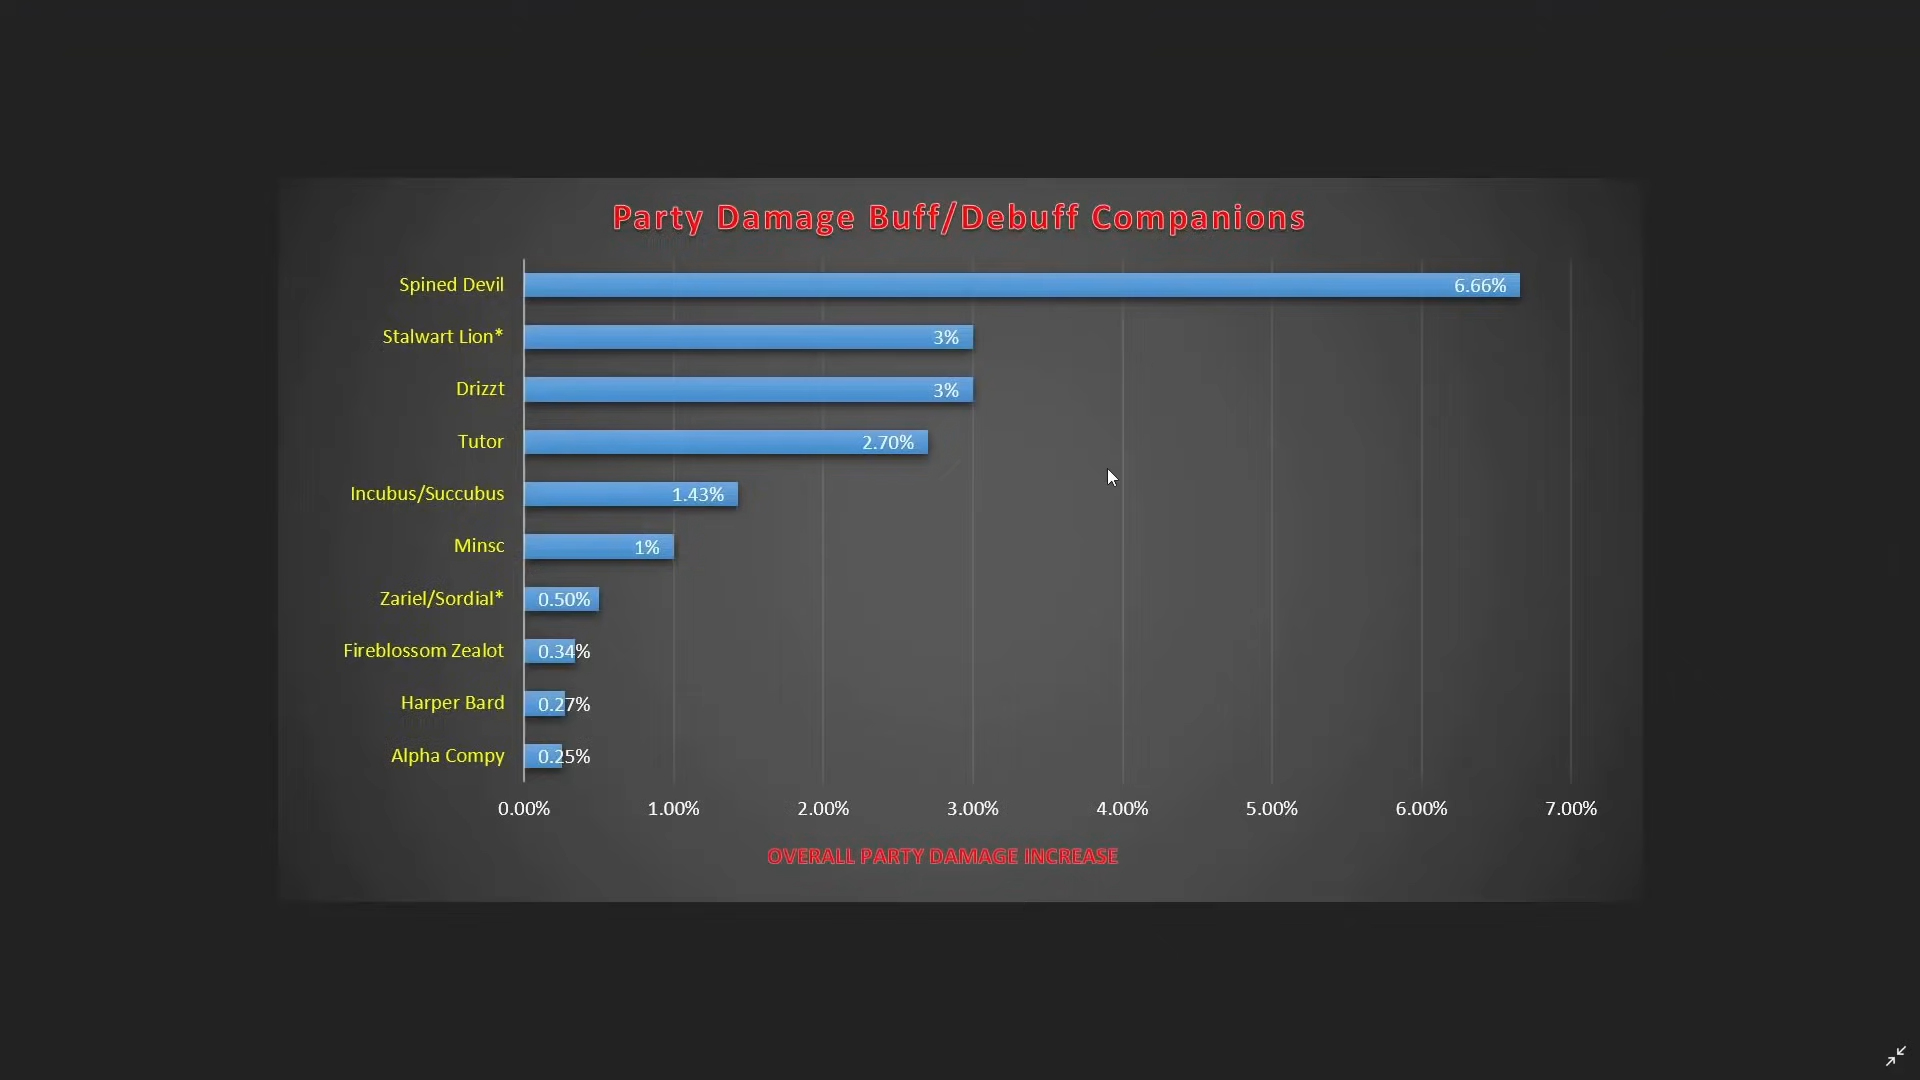 Party Damage Buff/Debuff Companions
Spined Devil 6.66%
Stalwart Lion* 3%
Drizzt 3%
Tutor 2.70%
Incubus/Succubus 1.43%
Minsc 1%
Zariel/Sordial* 0.50%
Fireblossom Zealot 0.34%
Harper Bard 0.27%
Alpha Compy 0.25%
0.00% 1.00% 2.00% 3.00% 4.00% 5.00% 6.00% 7.00%
OVERALL PARTY DAMAGE INCREASE